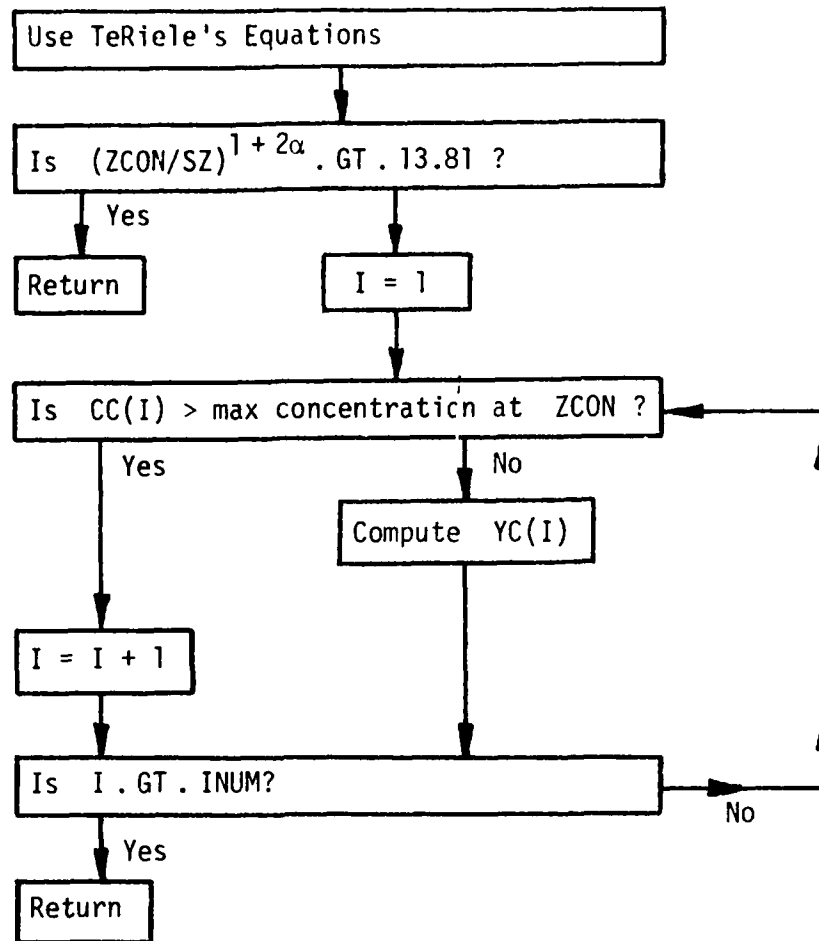 Use TeRiele's Equations
Is (ZCON/SZ)^1 + 2α . GT . 13.81 ?
Yes
Return
I = 1
Is CC(I) > max concentration at ZCON ?
Yes
No
Compute YC(I)
I = I + 1
Is I . GT . INUM?
No
Yes
Return